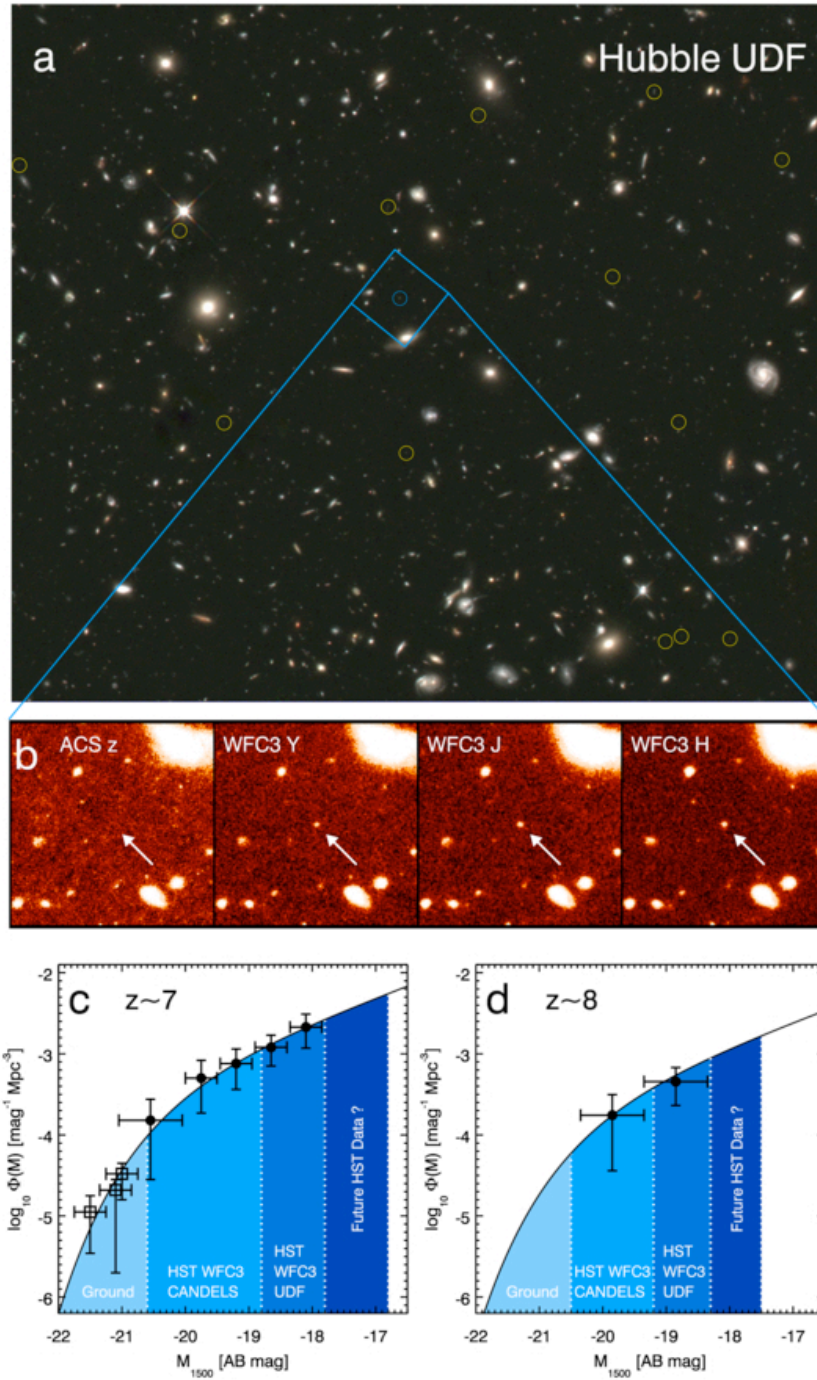 a
Hubble UDF
b
ACS z
WFC3 Y
WFC3 J
WFC3 H
c
z~7
log₁₀ Φ(M) [mag⁻¹ Mpc⁻³]
-2
-3
-4
-5
-6
Ground
HST WFC3
CANDELS
HST
WFC3
UDF
Future HST Data ?
-22 -21 -20 -19 -18 -17
M₁₅₀₀ [AB mag]
d
z~8
log₁₀ Φ(M) [mag⁻¹ Mpc⁻³]
-2
-3
-4
-5
-6
Ground
HST WFC3
CANDELS
HST
WFC3
UDF
Future HST Data ?
-22 -21 -20 -19 -18 -17
M₁₅₀₀ [AB mag]